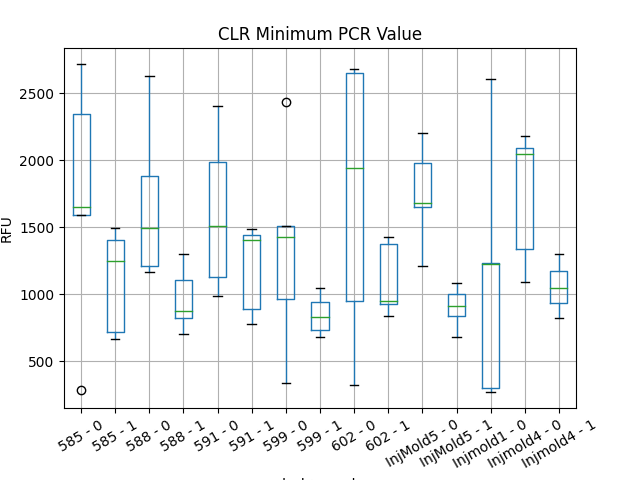 CLR Minimum PCR Value
RFU
2500
2000
1500
1000
500
585 - 0
585 - 1
588 - 0
588 - 1
591 - 0
591 - 1
599 - 0
599 - 1
602 - 0
602 - 1
InjMold5 - 0
InjMold5 - 1
Injmold1 - 0
Injmold4 - 0
Injmold4 - 1